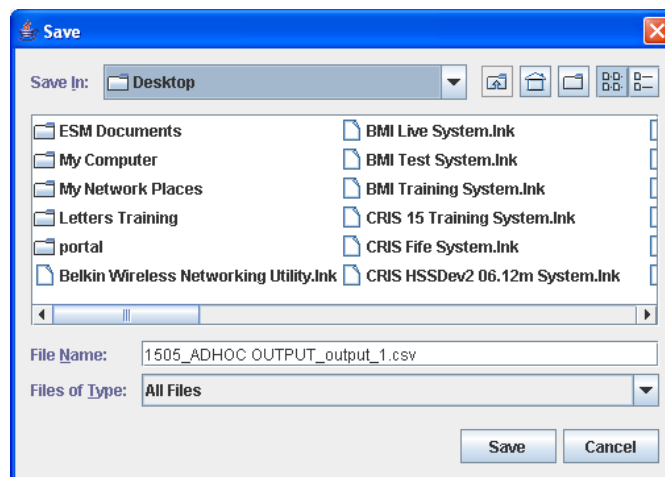 Save
Save In: Desktop
ESM Documents
My Computer
My Network Places
Letters Training
portal
Belkin Wireless Networking Utility.lnk
BMI Live System.lnk
BMI Test System.lnk
BMI Training System.lnk
CRIS 15 Training System.lnk
CRIS Fife System.lnk
CRIS HSSDev2 06.12m System.lnk
File Name: 1505_ADHOC OUTPUT_output_1.csv
Files of Type: All Files
Save Cancel